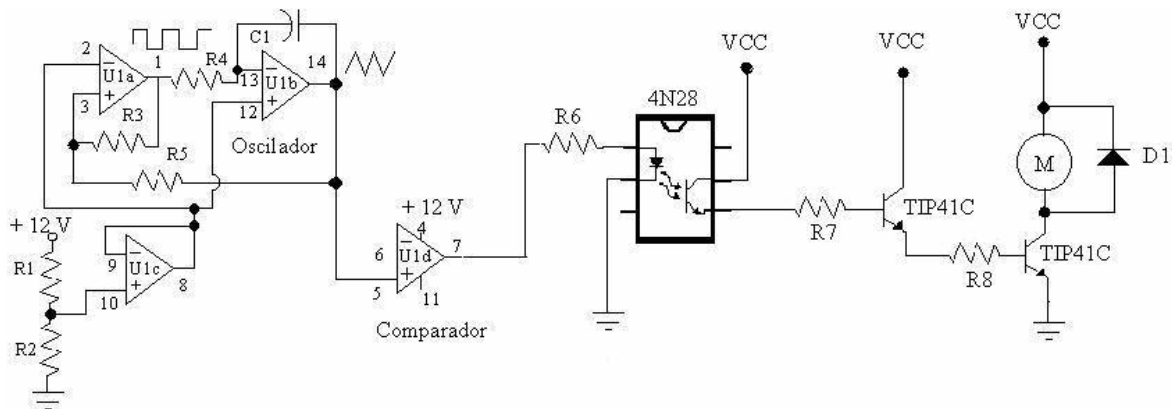 C1
VCC
VCC
VCC
2
1
R4
14
U1a
13
U1b
3
12
R3
Oscilador
R5
4N28
R6
M
D1
+ 12 V
R1
9
U1c
8
10
R2
+ 12 V
4
6
U1d
7
5
11
Comparador
R7
TIP41C
R8
TIP41C